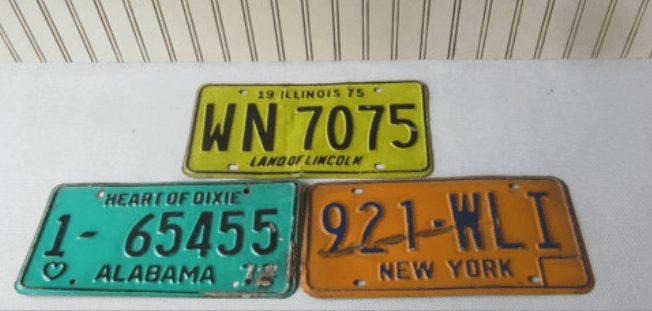 19 ILLINOIS 75
WN 7075
LAND OF LINCOLN
HEART OF DIXIE
1-65455
ALABAMA
921-WLI
NEW YORK